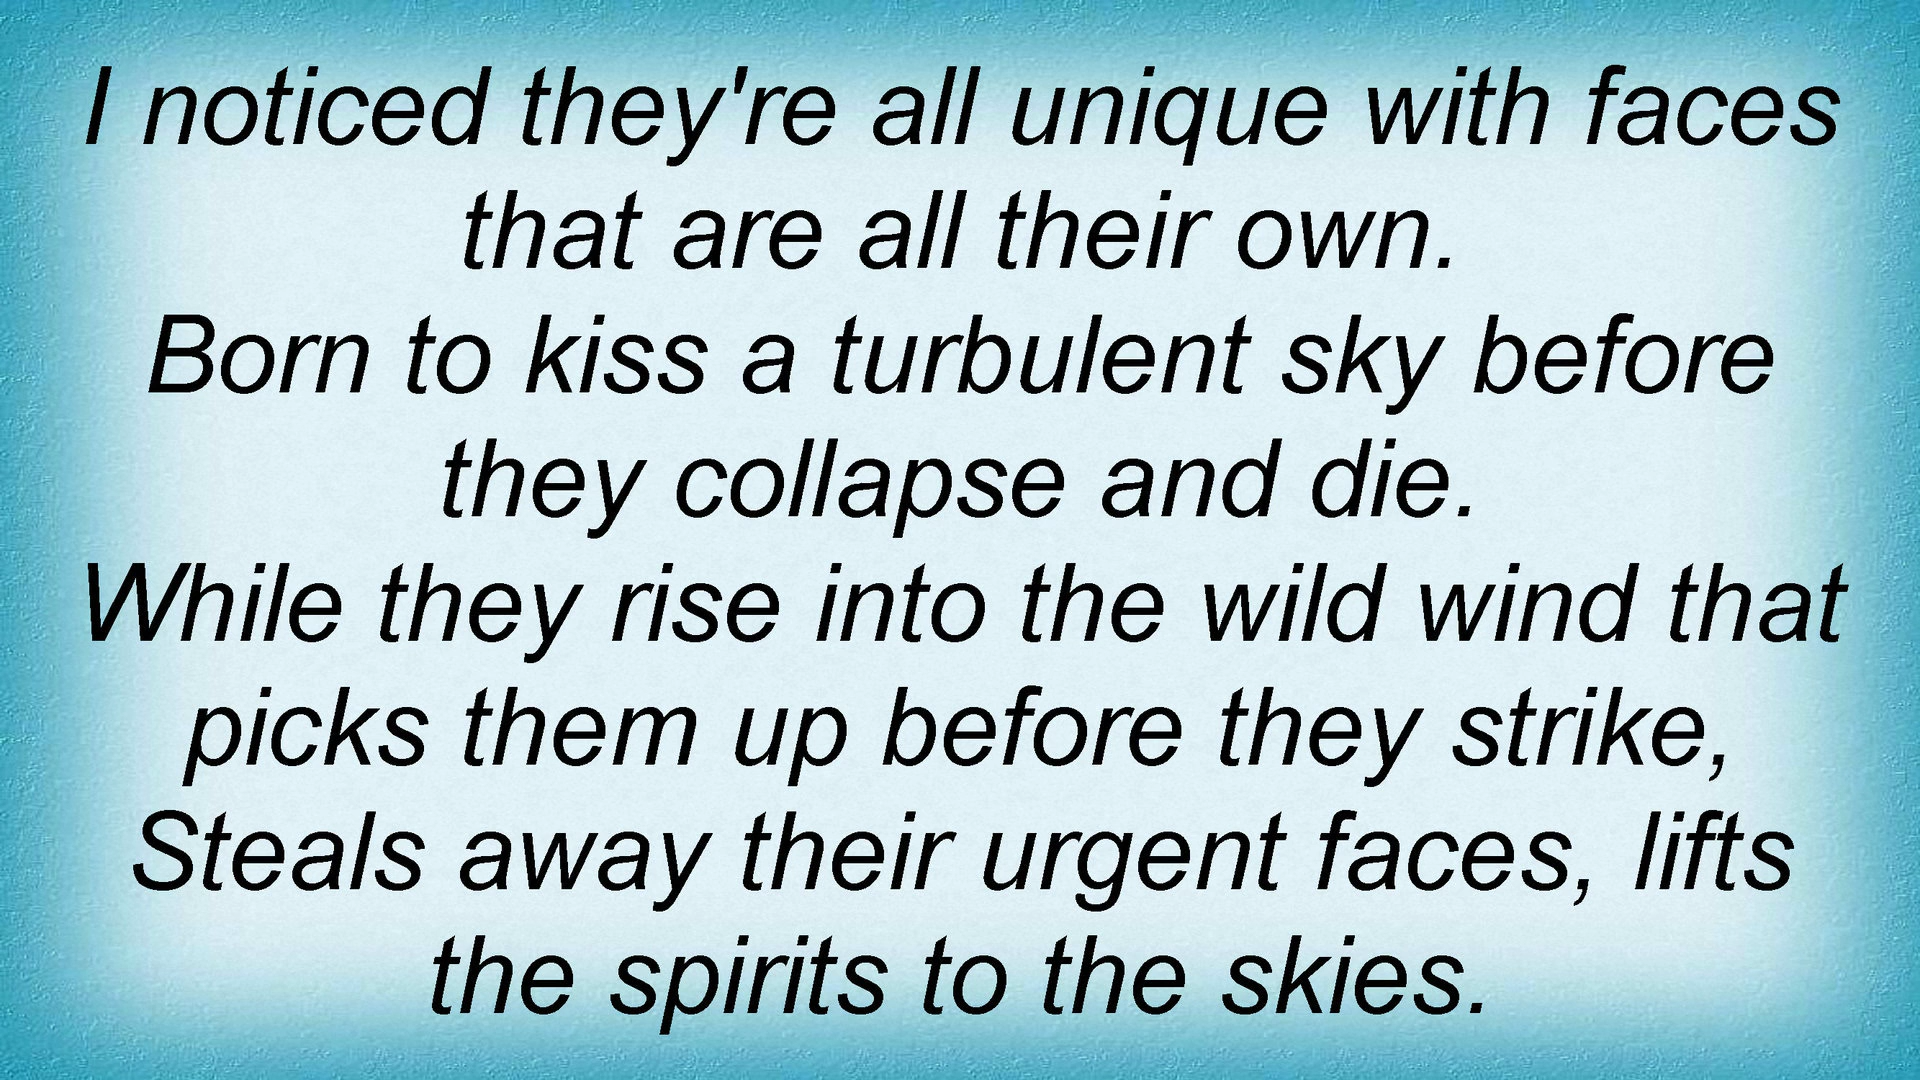 I noticed they're all unique with faces
that are all their own.
Born to kiss a turbulent sky before
they collapse and die.
While they rise into the wild wind that
picks them up before they strike,
Steals away their urgent faces, lifts
the spirits to the skies.